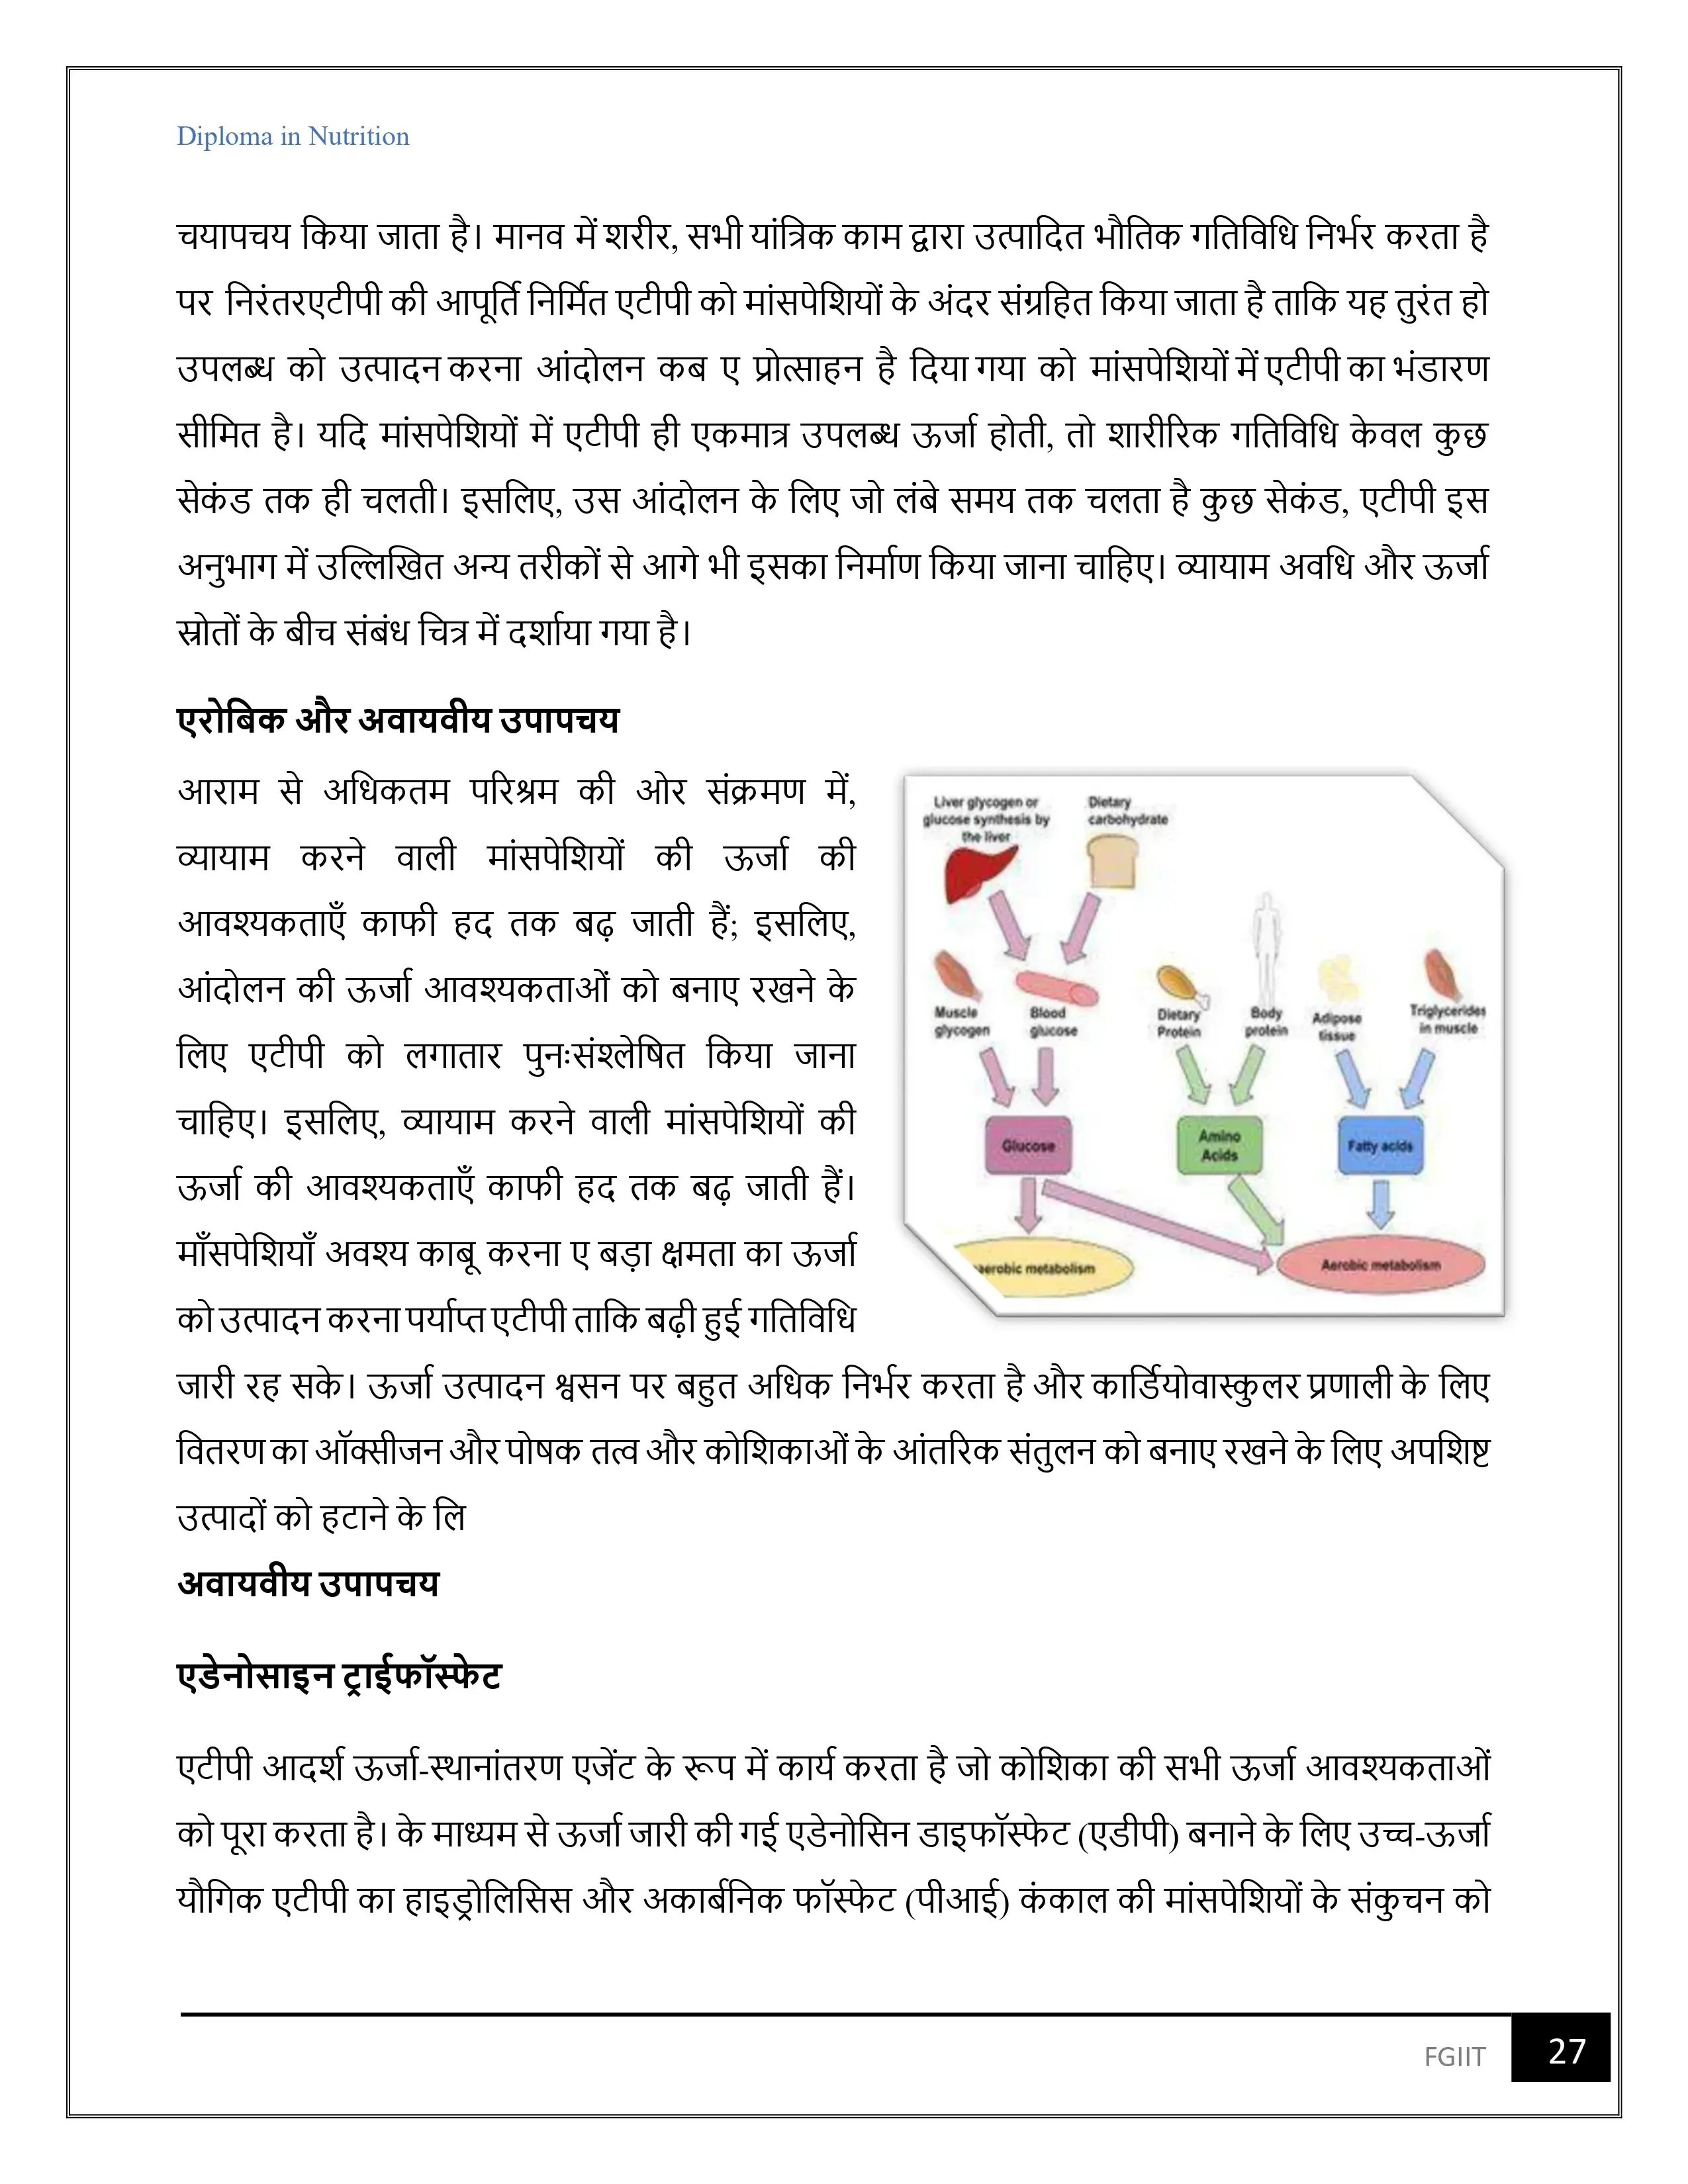 Diploma in Nutrition
चयापचय किया जाता है। मानव में शरीर, सभी यांत्रिक काम द्वारा उत्पादित भौतिक गतिविधि निर्भर करता है
पर निरंतरएटीपी की आपूर्ति निर्मित एटीपी को मांसपेशियों के अंदर संग्रहित किया जाता है ताकि यह तुरंत हो
उपलब्ध को उत्पादन करना आंदोलन कब ए प्रोत्साहन है दिया गया को मांसपेशियों में एटीपी का भंडारण
सीमित है। यदि मांसपेशियों में एटीपी ही एकमात्र उपलब्ध ऊर्जा होती, तो शारीरिक गतिविधि केवल कुछ
सेकंड तक ही चलती। इसलिए, उस आंदोलन के लिए जो लंबे समय तक चलता है कुछ सेकंड, एटीपी इस
अनुभाग में उल्लिखित अन्य तरीकों से आगे भी इसका निर्माण किया जाना चाहिए। व्यायाम अवधि और ऊर्जा
स्रोतों के बीच संबंध चित्र में दर्शाया गया है।
एरोबिक और अवायवीय उपापचय
आराम से अधिकतम परिश्रम की ओर संक्रमण में,
व्यायाम करने वाली मांसपेशियों की ऊर्जा की
आवश्यकताएँ काफी हद तक बढ़ जाती हैं; इसलिए,
आंदोलन की ऊर्जा आवश्यकताओं को बनाए रखने के
लिए एटीपी को लगातार पुनःसंश्लेषित किया जाना
चाहिए। इसलिए, व्यायाम करने वाली मांसपेशियों की
ऊर्जा की आवश्यकताएँ काफी हद तक बढ़ जाती हैं।
माँसपेशियाँ अवश्य काबू करना ए बड़ा क्षमता का ऊर्जा
को उत्पादन करना पर्याप्त एटीपी ताकि बढ़ी हुई गतिविधि
जारी रह सके। ऊर्जा उत्पादन श्वसन पर बहुत अधिक निर्भर करता है और कार्डियोवास्कुलर प्रणाली के लिए
वितरण का ऑक्सीजन और पोषक तत्व और कोशिकाओं के आंतरिक संतुलन को बनाए रखने के लिए अपशिष्ट
उत्पादों को हटाने के लि
Liver glycogen or
glucose synthesis by
the liver
Dietary
carbohydrate
Muscle
glycogen
Blood
glucose
Dietary
Protein
Body
protein
Adipose
tissue
Triglycerides
in muscle
Glucose
Amino
Acids
Fatty acids
aerobic metabolism
Aerobic metabolism
अवायवीय उपापचय
एडेनोसाइन ट्राईफॉस्फेट
एटीपी आदर्श ऊर्जा-स्थानांतरण एजेंट के रूप में कार्य करता है जो कोशिका की सभी ऊर्जा आवश्यकताओं
को पूरा करता है। के माध्यम से ऊर्जा जारी की गई एडेनोसिन डाइफॉस्फेट (एडीपी) बनाने के लिए उच्च-ऊर्जा
यौगिक एटीपी का हाइड्रोलिसिस और अकार्बनिक फॉस्फेट (पीआई) कंकाल की मांसपेशियों के संकुचन को
FGIIT
27